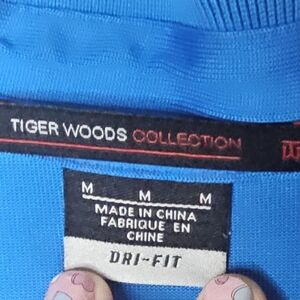 TIGER WOODS COLLECTION
M M M
MADE IN CHINA
FABRIQUE EN
CHINE
DRI-FIT